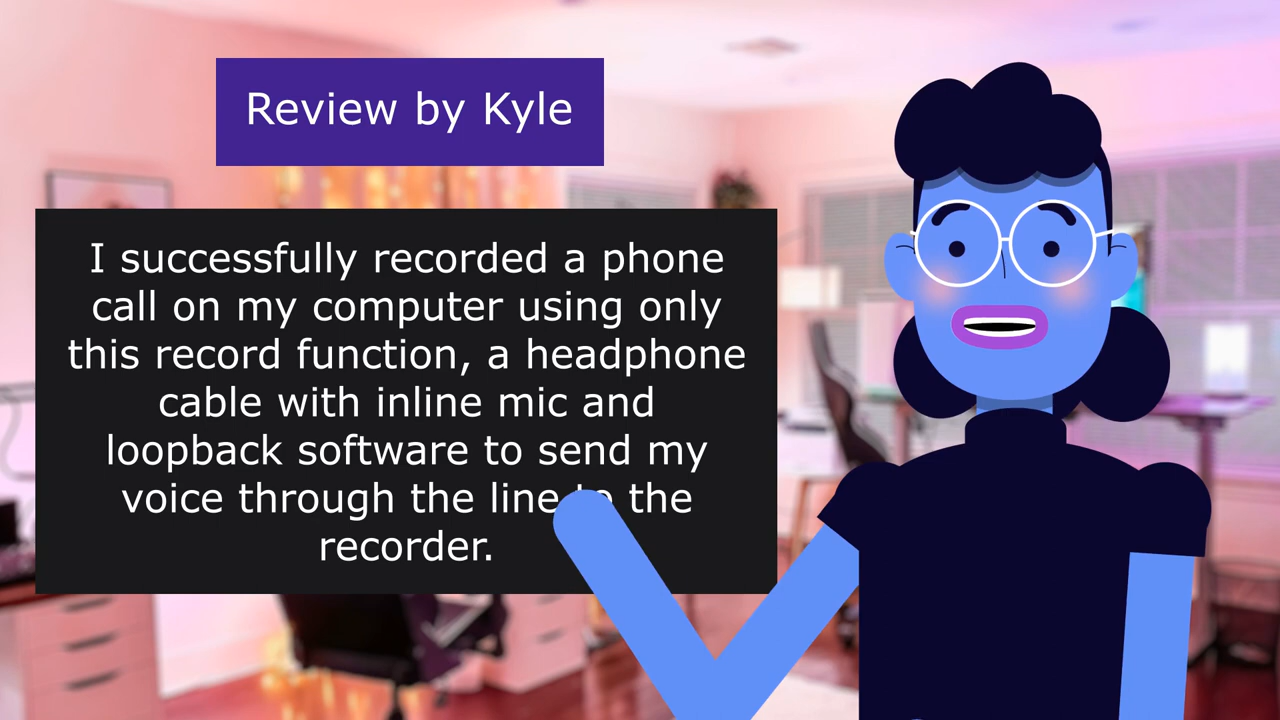 Review by Kyle
I successfully recorded a phone
call on my computer using only
this record function, a headphone
cable with inline mic and
loopback software to send my
voice through the line to the
recorder.